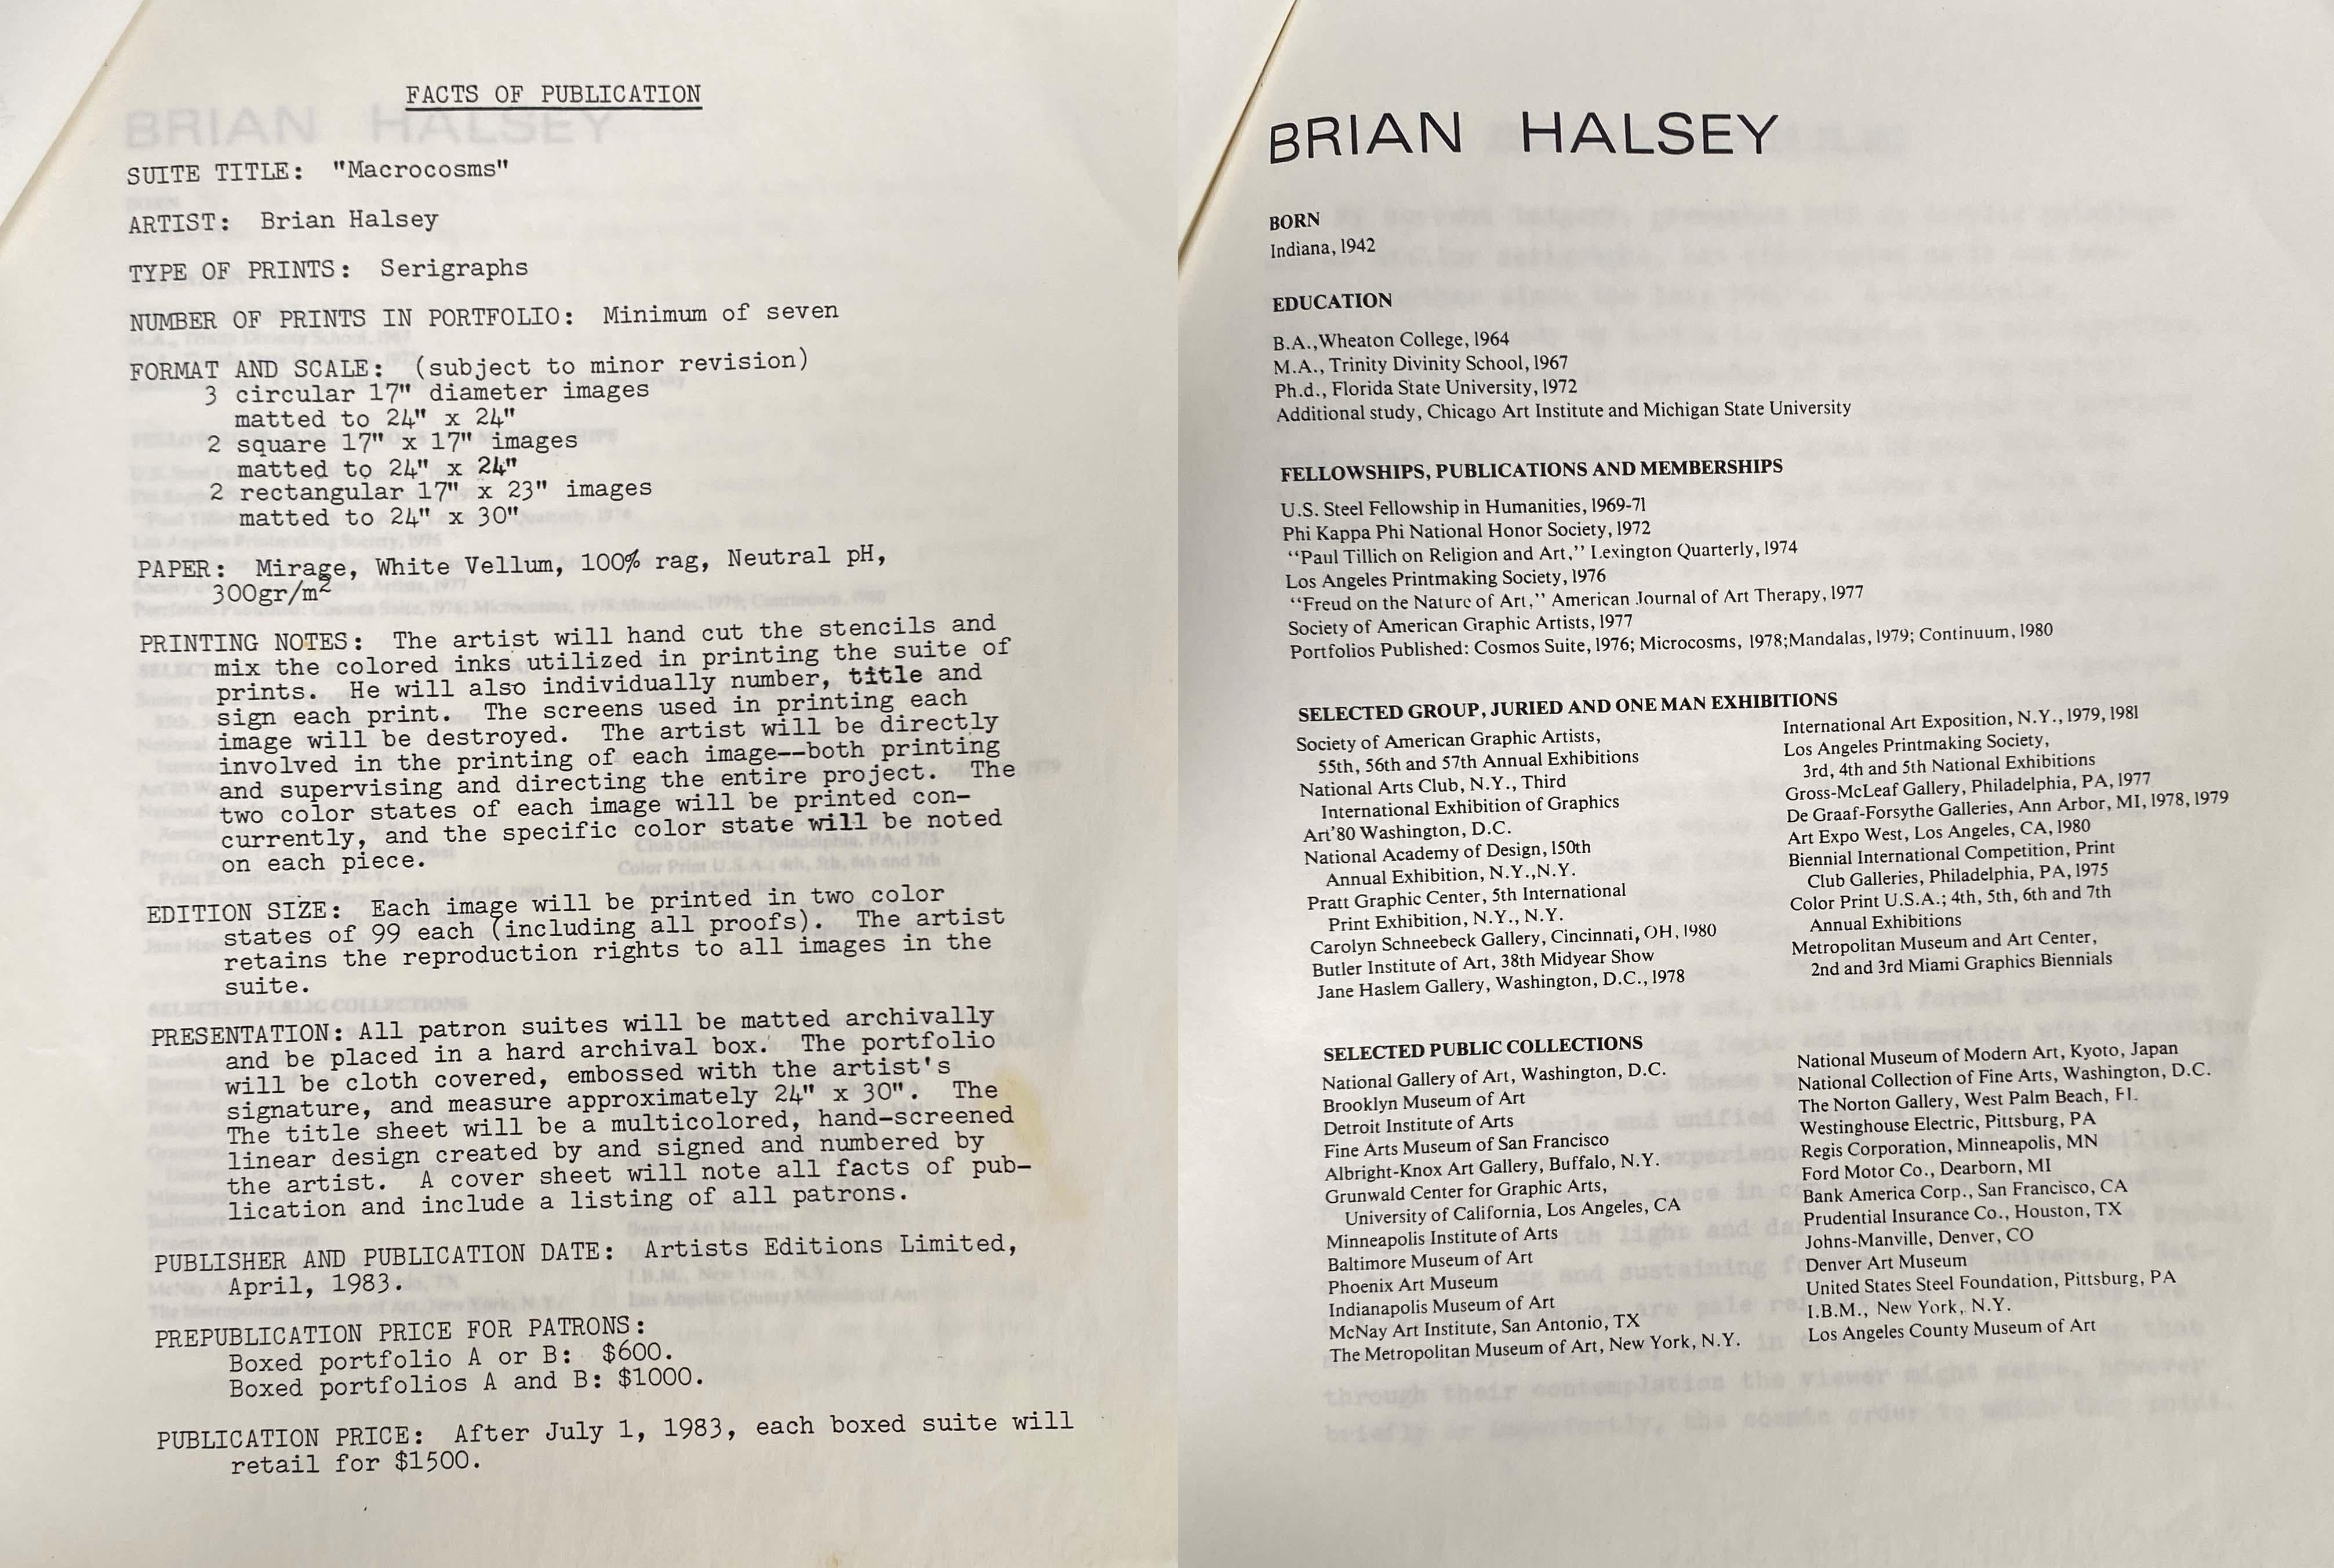 FACTS OF PUBLICATION
SUITE TITLE: "Macrocosms"
ARTIST: Brian Halsey
TYPE OF PRINTS: Serigraphs
NUMBER OF PRINTS IN PORTFOLIO: Minimum of seven
FORMAT AND SCALE: (subject to minor revision)
3 circular 17" diameter images
matted to 24" x 24"
2 square 17" x 17" images
matted to 24" x 24"
2 rectangular 17" x 23" images
matted to 24" x 30"
PAPER: Mirage, White Vellum, 100% rag, Neutral pH,
300gr/m²
PRINTING NOTES: The artist will hand cut the stencils and
mix the colored inks utilized in printing the suite of
prints. He will also individually number, title and
sign each print. The screens used in printing each
image will be destroyed. The artist will be directly
involved in the printing of each image--both printing
and supervising and directing the entire project. The
two color states of each image will be printed con-
currently, and the specific color state will be noted
on each piece.
EDITION SIZE: Each image will be printed in two color
states of 99 each (including all proofs). The artist
retains the reproduction rights to all images in the
suite.
PRESENTATION: All patron suites will be matted archivally
and be placed in a hard archival box. The portfolio
will be cloth covered, embossed with the artist's
signature, and measure approximately 24" x 30". The
The title sheet will be a multicolored, hand-screened
linear design created by and signed and numbered by
the artist. A cover sheet will note all facts of pub-
lication and include a listing of all patrons.
PUBLISHER AND PUBLICATION DATE: Artists Editions Limited,
April, 1983.
PREPUBLICATION PRICE FOR PATRONS:
Boxed portfolio A or B: $600.
Boxed portfolios A and B: $1000.
PUBLICATION PRICE: After July 1, 1983, each boxed suite will
retail for $1500.
BRIAN HALSEY
BORN
Indiana, 1942
EDUCATION
B.A., Wheaton College, 1964
M.A., Trinity Divinity School, 1967
Ph.d., Florida State University, 1972
Additional study, Chicago Art Institute and Michigan State University
FELLOWSHIPS, PUBLICATIONS AND MEMBERSHIPS
U.S. Steel Fellowship in Humanities, 1969-71
Phi Kappa Phi National Honor Society, 1972
"Paul Tillich on Religion and Art," Lexington Quarterly, 1974
Los Angeles Printmaking Society, 1976
"Freud on the Nature of Art," American Journal of Art Therapy, 1977
Society of American Graphic Artists, 1977
Portfolios Published: Cosmos Suite, 1976; Microcosms, 1978; Mandalas, 1979; Continuum, 1980
SELECTED GROUP, JURIED AND ONE MAN EXHIBITIONS
Society of American Graphic Artists,
55th, 56th and 57th Annual Exhibitions
National Arts Club, N.Y., Third
International Exhibition of Graphics
Art'80 Washington, D.C.
National Academy of Design, 150th
Annual Exhibition, N.Y., N.Y.
Pratt Graphic Center, 5th International
Print Exhibition, N.Y., N.Y.
Carolyn Schneebeck Gallery, Cincinnati, OH, 1980
Butler Institute of Art, 38th Midyear Show
Jane Haslem Gallery, Washington, D.C., 1978
International Art Exposition, N.Y., 1979, 1981
Los Angeles Printmaking Society,
3rd, 4th and 5th National Exhibitions
Gross-McLeaf Gallery, Philadelphia, PA, 1977
De Graaf-Forsythe Galleries, Ann Arbor, MI, 1978, 1979
Art Expo West, Los Angeles, CA, 1980
Biennial International Competition, Print
Club Galleries, Philadelphia, PA, 1975
Color Print U.S.A.; 4th, 5th, 6th and 7th
Annual Exhibitions
Metropolitan Museum and Art Center,
2nd and 3rd Miami Graphics Biennials
SELECTED PUBLIC COLLECTIONS
National Gallery of Art, Washington, D.C.
Brooklyn Museum of Art
Detroit Institute of Arts
Fine Arts Museum of San Francisco
Albright-Knox Art Gallery, Buffalo, N.Y.
Grunwald Center for Graphic Arts,
University of California, Los Angeles, CA
Minneapolis Institute of Arts
Baltimore Museum of Art
Phoenix Art Museum
Indianapolis Museum of Art
McNay Art Institute, San Antonio, TX
The Metropolitan Museum of Art, New York, N.Y.
National Museum of Modern Art, Kyoto, Japan
National Collection of Fine Arts, Washington, D.C.
The Norton Gallery, West Palm Beach, FL
Westinghouse Electric, Pittsburg, PA
Regis Corporation, Minneapolis, MN
Ford Motor Co., Dearborn, MI
Bank America Corp., San Francisco, CA
Prudential Insurance Co., Houston, TX
Johns-Manville, Denver, CO
Denver Art Museum
United States Steel Foundation, Pittsburg, PA
I.B.M., New York, N.Y.
Los Angeles County Museum of Art